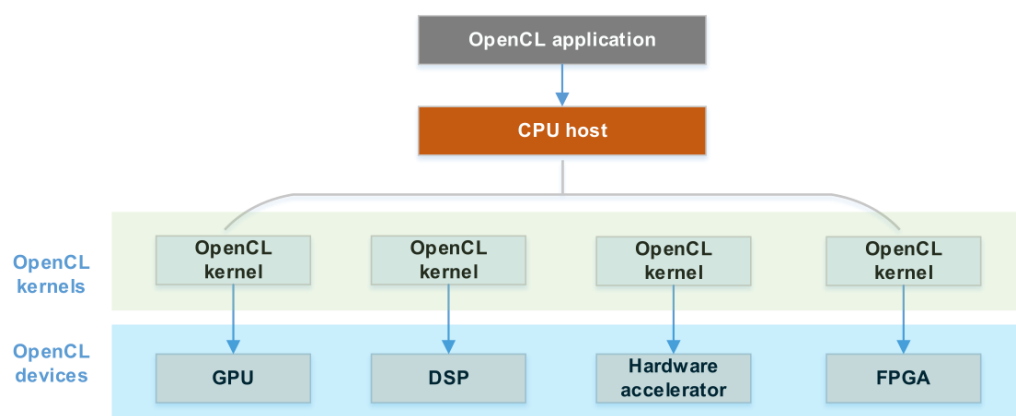 OpenCL application
CPU host
OpenCL
kernels
OpenCL
kernel
OpenCL
kernel
OpenCL
kernel
OpenCL
kernel
OpenCL
devices
GPU
DSP
Hardware
accelerator
FPGA